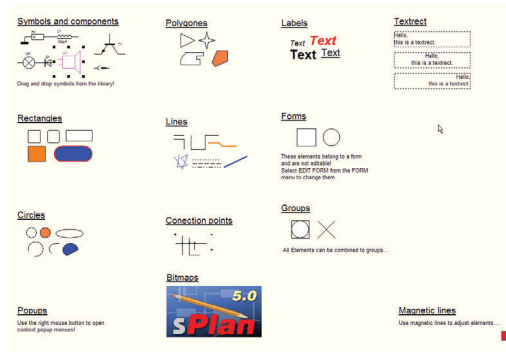 Symbols and components
Drag and drop symbols from the library!
Polygones
Labels
Text Text
Text Text
Textrect
Hello,
this is a textrect.
Hello,
this is a textrect.
Hello,
this is a textrect.
Rectangles
Lines
Forms
These elements belong to a form
and are not editable!
Select EDIT FORM from the FORM
menu to change them.
Circles
Conection points
Groups
All Elements can be combined to groups...
Bitmaps
5.0
sPlan
Popups
Use the right mouse button to open
context popup menues!
Magnetic lines
Use magnetic lines to adjust elements....